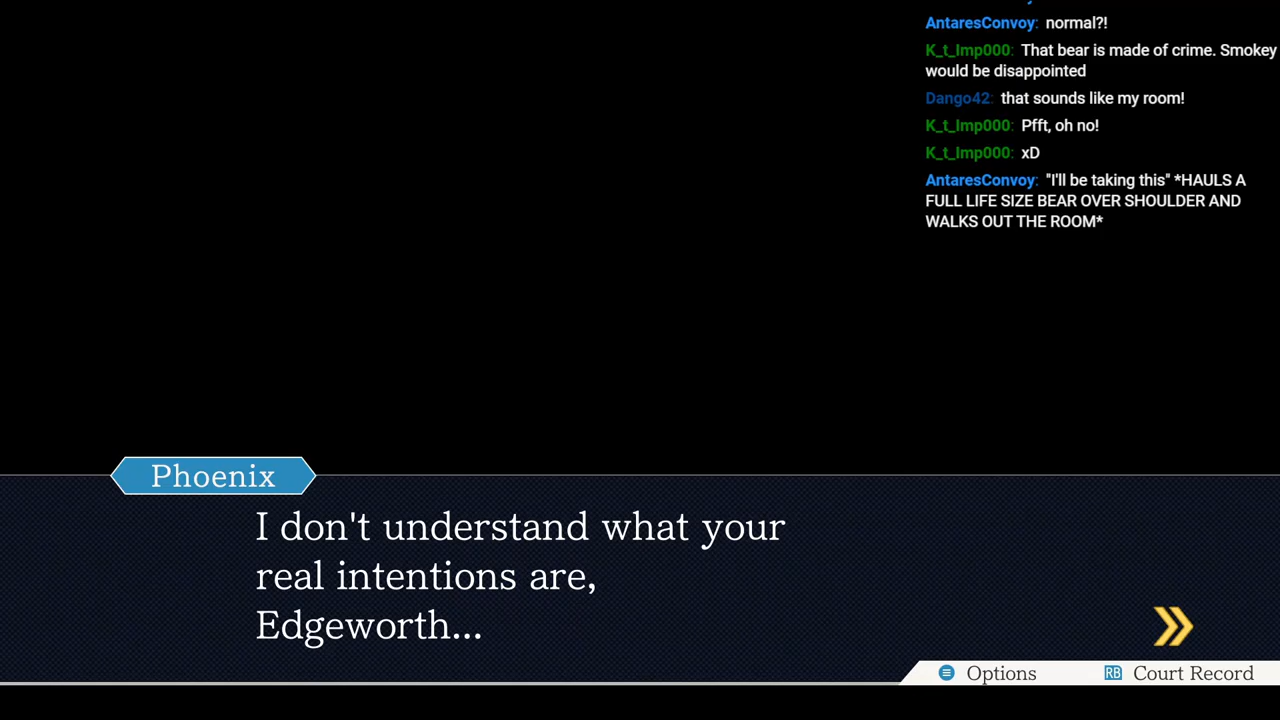 AntaresConvoy: normal?!
K_t_Imp000: That bear is made of crime. Smokey
would be disappointed
Dango42: that sounds like my room!
K_t_Imp000: Pfft, oh no!
K_t_Imp000: xD
AntaresConvoy: "I'll be taking this" *HAULS A
FULL LIFE SIZE BEAR OVER SHOULDER AND
WALKS OUT THE ROOM*
Phoenix
I don't understand what your
real intentions are,
Edgeworth...
Options
RB Court Record